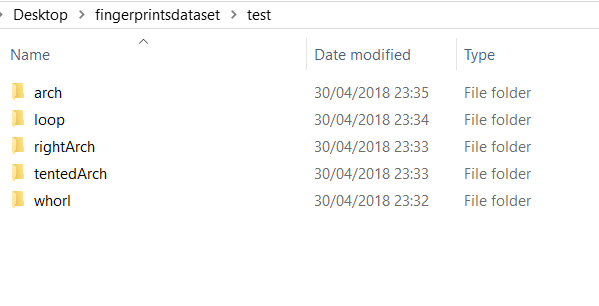 Desktop > fingerprintsdataset > test
Name Date modified Type
arch 30/04/2018 23:35 File folder
loop 30/04/2018 23:34 File folder
rightArch 30/04/2018 23:33 File folder
tentedArch 30/04/2018 23:33 File folder
whorl 30/04/2018 23:32 File folder